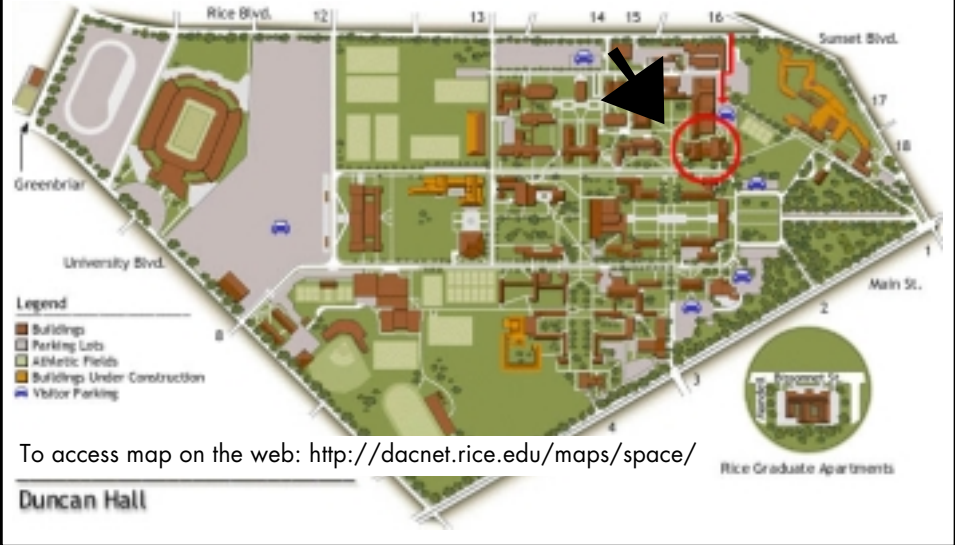 Rice Blvd.
12
13
14
15
16
Sunset Blvd.
17
18
Greenbriar
University Blvd.
1
Main St.
2
Legend
Buildings
Parking Lots
Athletic Fields
Buildings Under Construction
Visitor Parking
8
3
Bissonnet St.
4
To access map on the web: http://dacnet.rice.edu/maps/space/
Rice Graduate Apartments
Duncan Hall